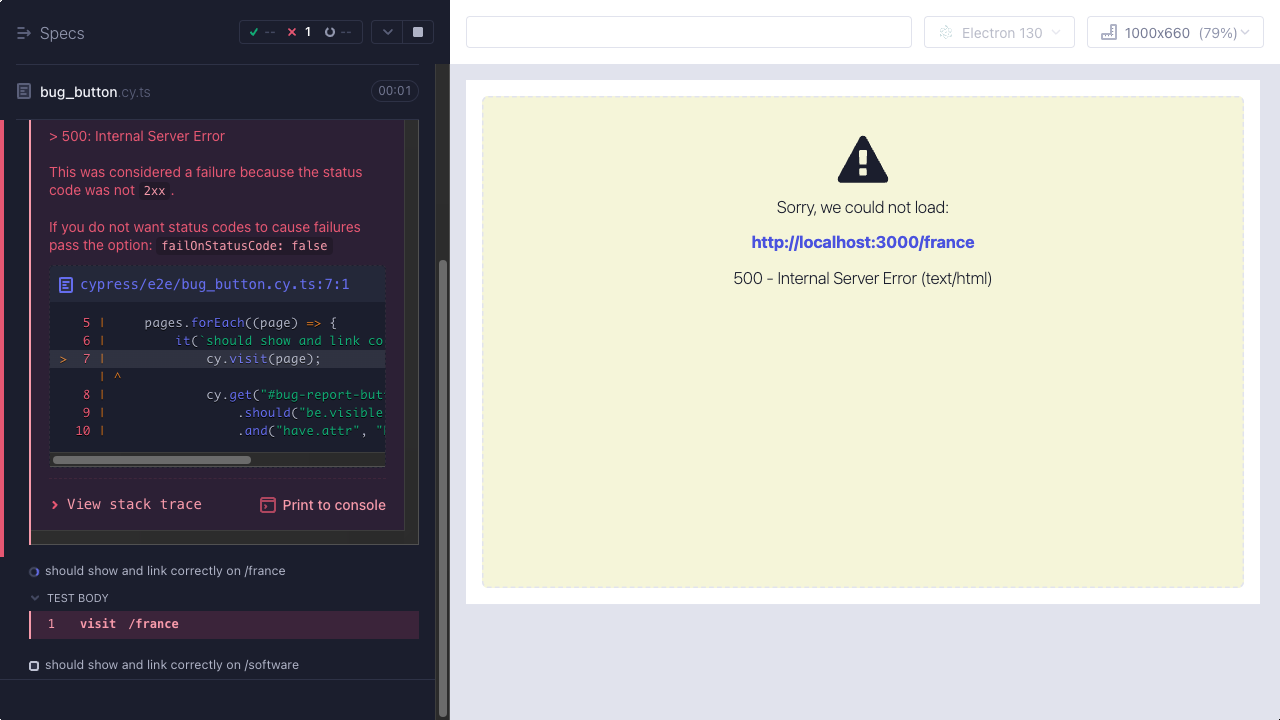 Specs
--
1
--
Electron 130
1000x660 (79%)
bug_button.cy.ts
00:01
> 500: Internal Server Error
This was considered a failure because the status
code was not 2xx.
If you do not want status codes to cause failures
pass the option: failOnStatusCode: false
cypress/e2e/bug_button.cy.ts:7:1
5 | pages.forEach((page) => {
6 | it(`should show and link co
> 7 | cy.visit(page);
| ^
8 | cy.get("#bug-report-but
9 | .should("be.visible
10 | .and("have.attr", "
View stack trace
Print to console
should show and link correctly on /france
TEST BODY
1 visit /france
should show and link correctly on /software
Sorry, we could not load:
http://localhost:3000/france
500 - Internal Server Error (text/html)